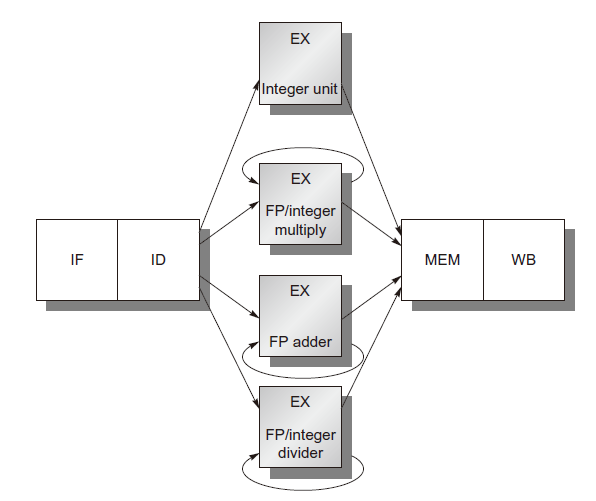 EX
Integer unit
EX
FP/integer
multiply
IF
ID
MEM
WB
EX
FP adder
EX
FP/integer
divider